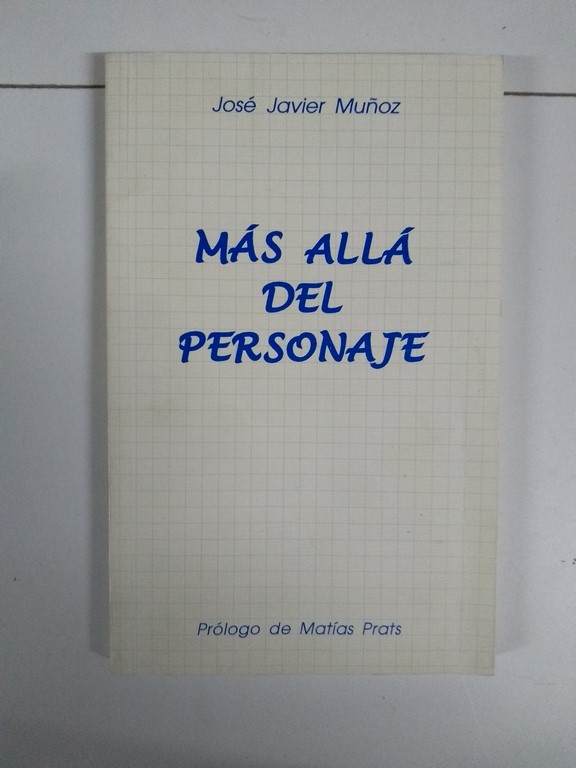 José Javier Muñoz
MÁS ALLÁ
DEL
PERSONAJE
Prólogo de Matías Prats